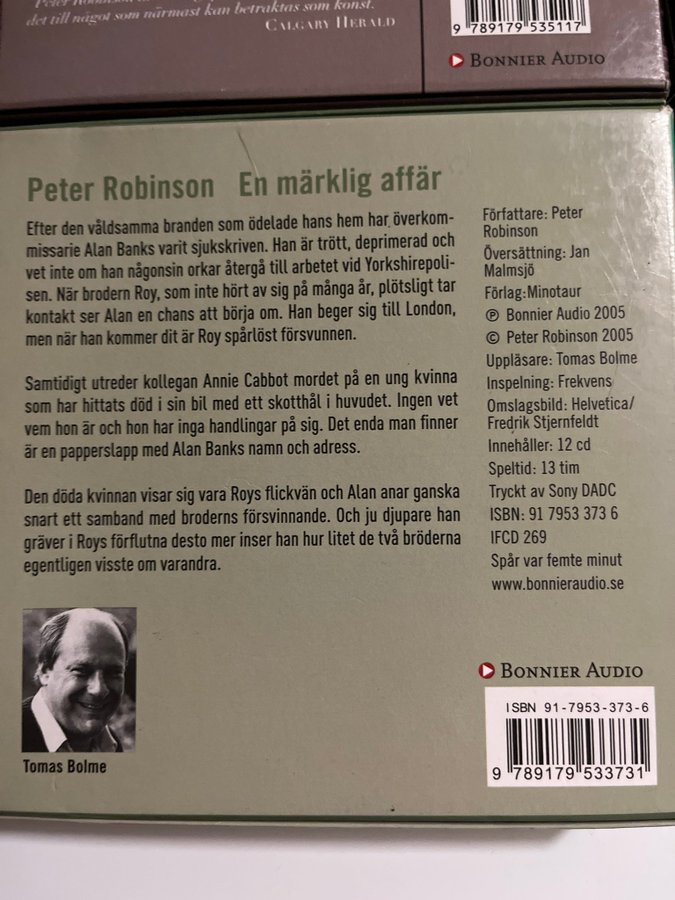 det till något som närmast kan betraktas som konst.
CALGARY HERALD
9 789179 535117
BONNIER AUDIO
Peter Robinson En märklig affär
Efter den våldsamma branden som ödelade hans hem har överkom-
missarie Alan Banks varit sjukskriven. Han är trött, deprimerad och
vet inte om han någonsin orkar återgå till arbetet vid Yorkshirepoli-
sen. När brodern Roy, som inte hört av sig på många år, plötsligt tar
kontakt ser Alan en chans att börja om. Han beger sig till London,
men när han kommer dit är Roy spårlöst försvunnen.
Samtidigt utreder kollegan Annie Cabbot mordet på en ung kvinna
som har hittats död i sin bil med ett skotthål i huvudet. Ingen vet
vem hon är och hon har inga handlingar på sig. Det enda man finner
är en papperslapp med Alan Banks namn och adress.
Den döda kvinnan visar sig vara Roys flickvän och Alan anar ganska
snart ett samband med broderns försvinnande. Och ju djupare han
gräver i Roys förflutna desto mer inser han hur litet de två bröderna
egentligen visste om varandra.
Tomas Bolme
Författare: Peter
Robinson
Översättning: Jan
Malmsjö
Förlag:Minotaur
℗ Bonnier Audio 2005
© Peter Robinson 2005
Uppläsare: Tomas Bolme
Inspelning: Frekvens
Omslagsbild: Helvetica/
Fredrik Stjernfeldt
Innehåller: 12 cd
Speltid: 13 tim
Tryckt av Sony DADC
ISBN: 91 7953 373 6
IFCD 269
Spår var femte minut
www.bonnieraudio.se
BONNIER AUDIO
ISBN 91-7953-373-6
9 789179 533731